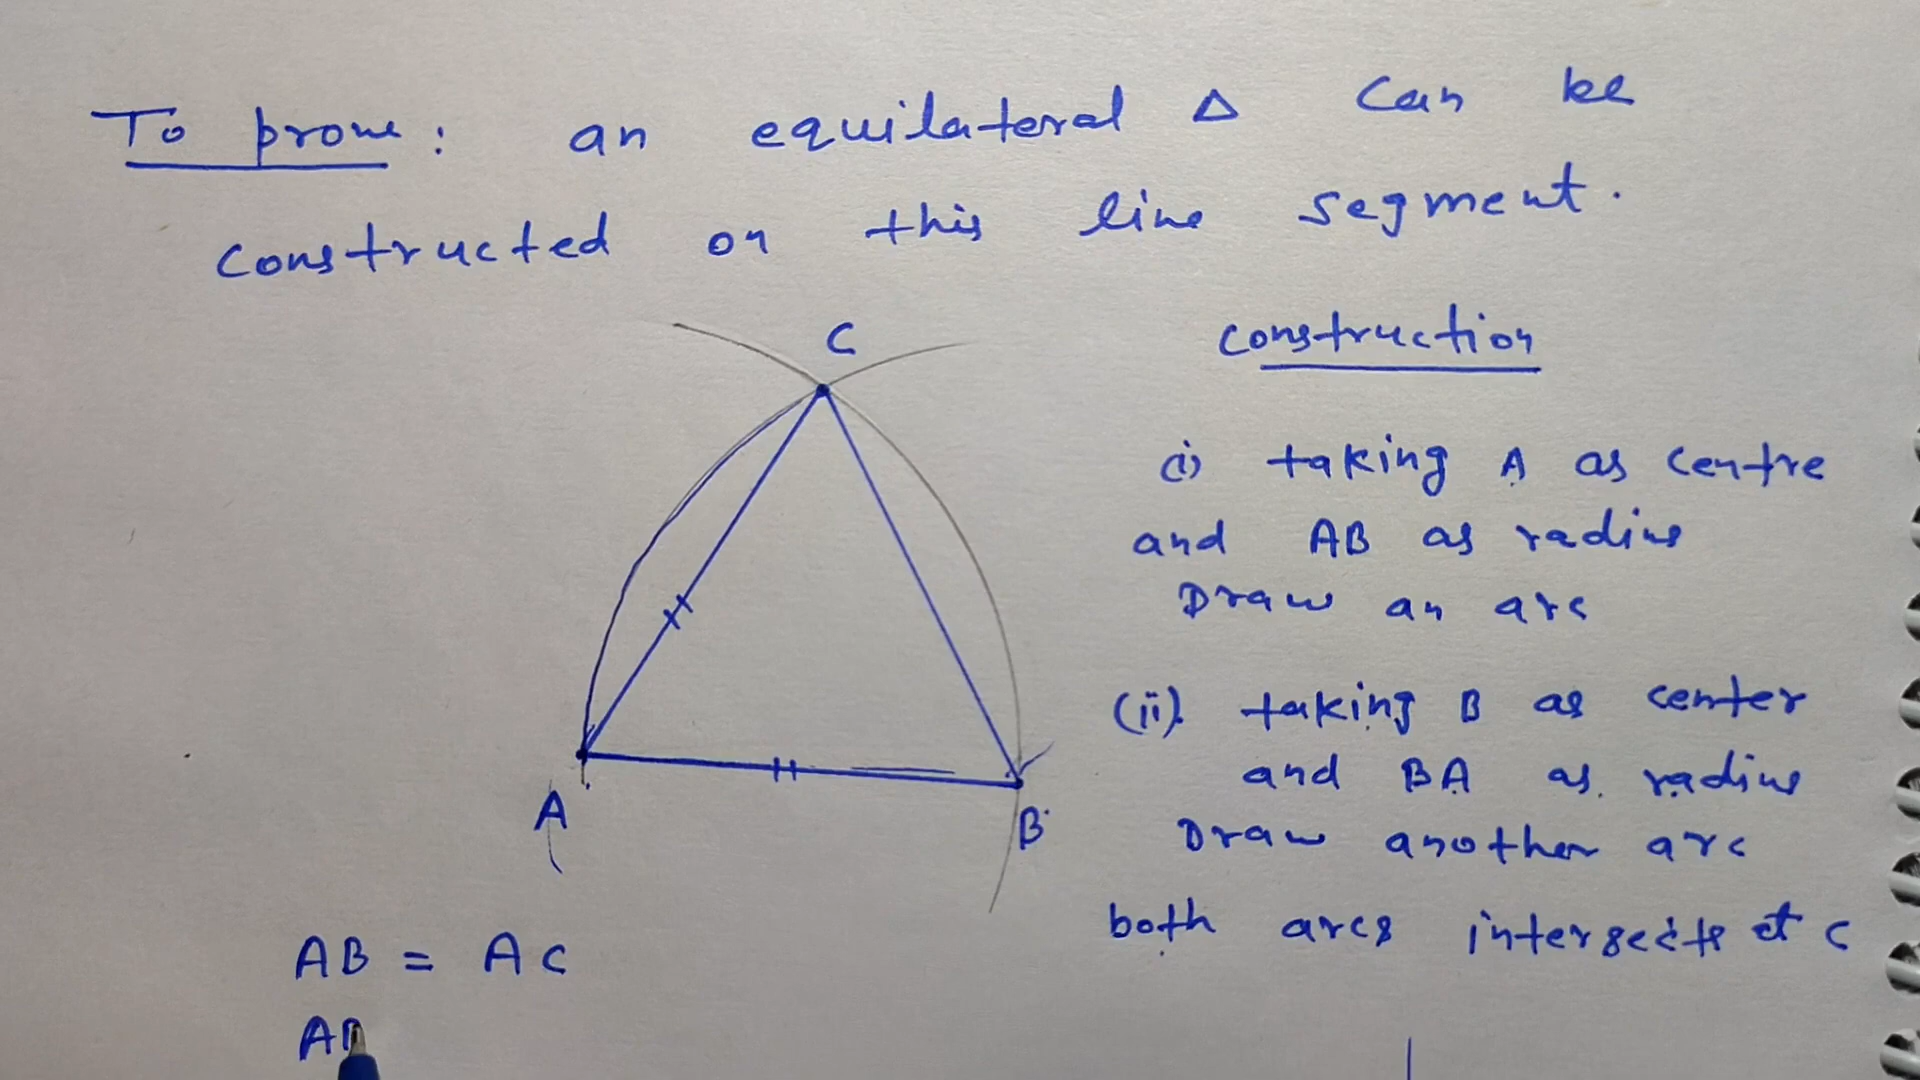 To prove : an equilateral △ can be
constructed on this line segment.
C
construction
(i) taking A as centre
and AB as radius
Draw an arc
(ii) taking B as center
and BA as radius
Draw another arc
both arcs intersects at C
A
B
AB = AC
AB